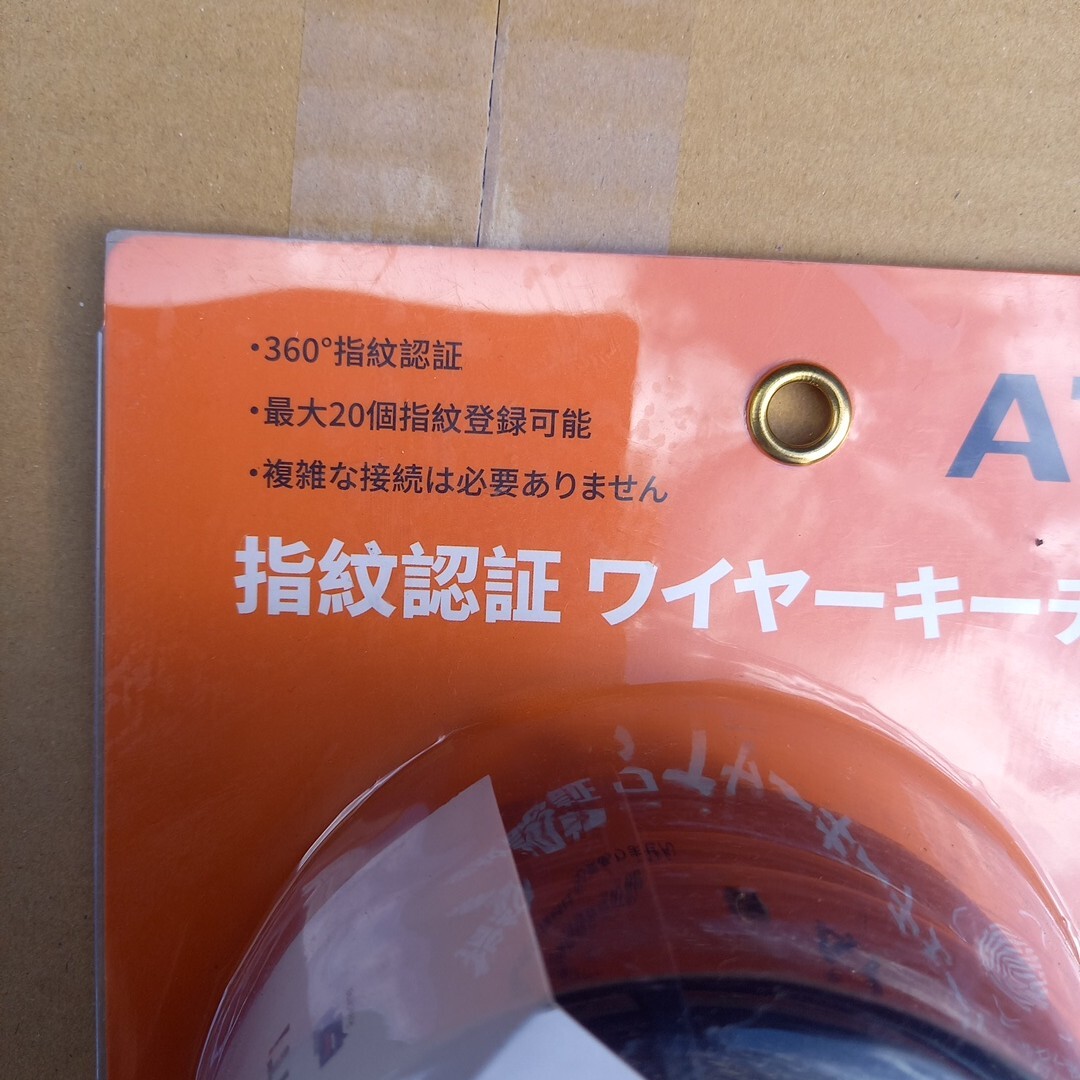 ・360°指紋認証
・最大20個指紋登録可能
・複雑な接続は必要ありません
指紋認証 ワイヤーキーテ